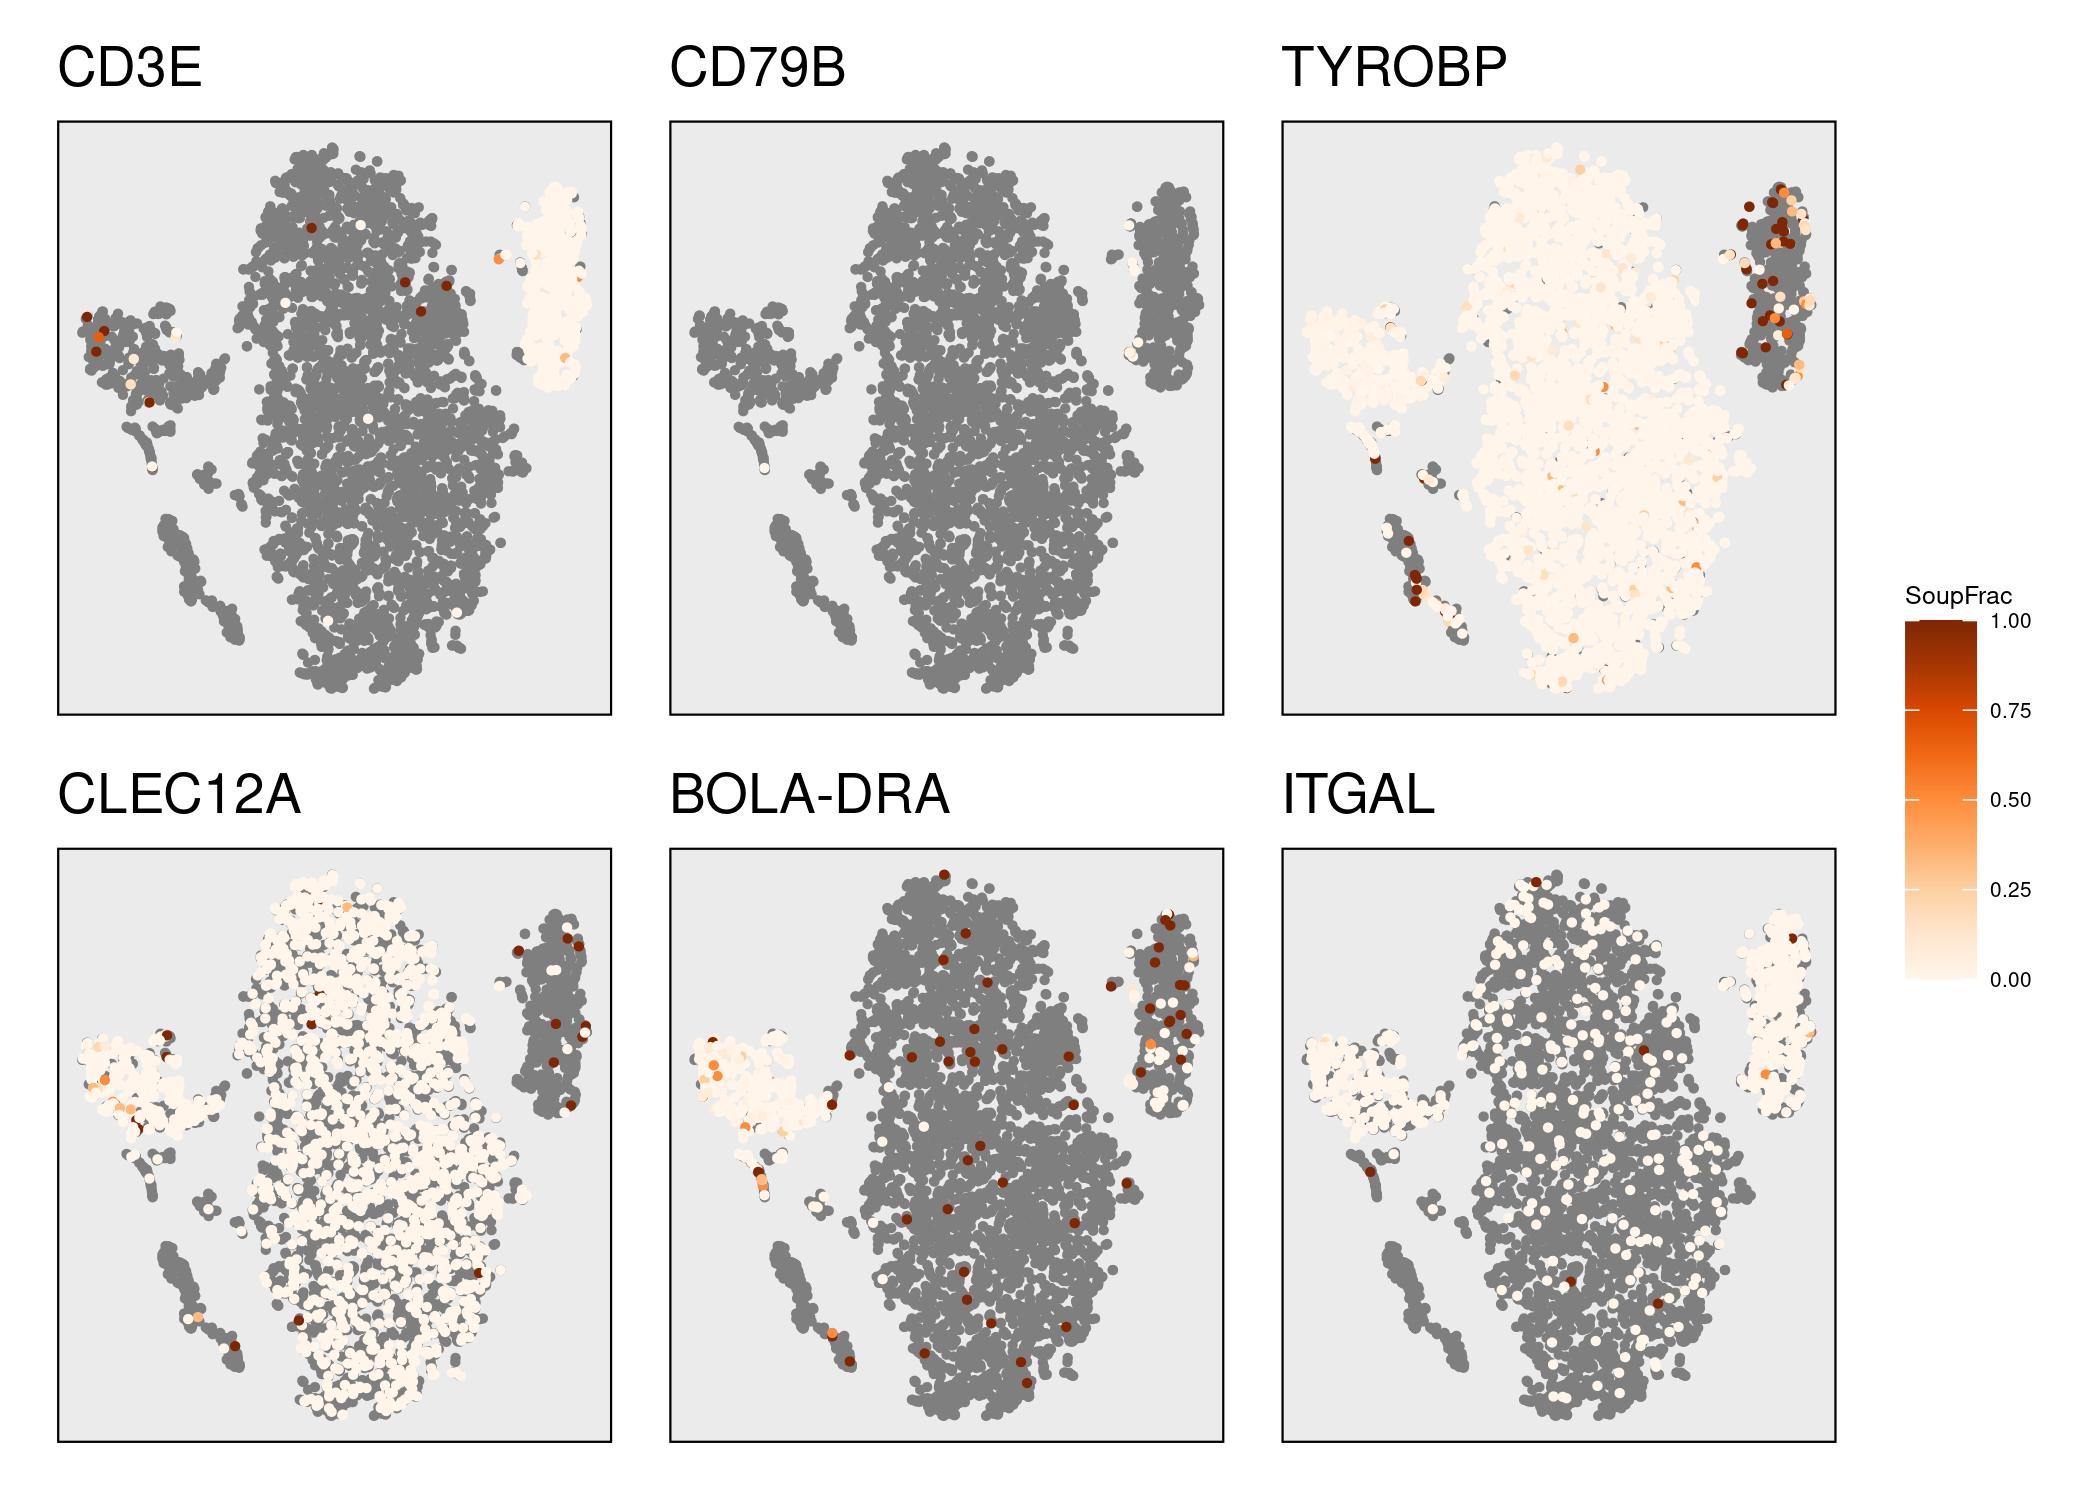 CD3E
CD79B
TYROBP
CLEC12A
BOLA-DRA
ITGAL
SoupFrac
1.00
0.75
0.50
0.25
0.00